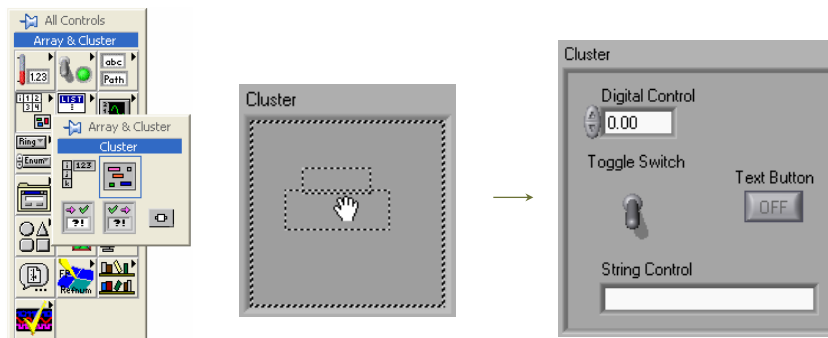 All Controls
Array & Cluster
1.23
abc
Path
LIST
Ring
Enum
Array & Cluster
Cluster
123
?!
?!
Refnum
Cluster
Cluster
Digital Control
0.00
Toggle Switch
Text Button
OFF
String Control